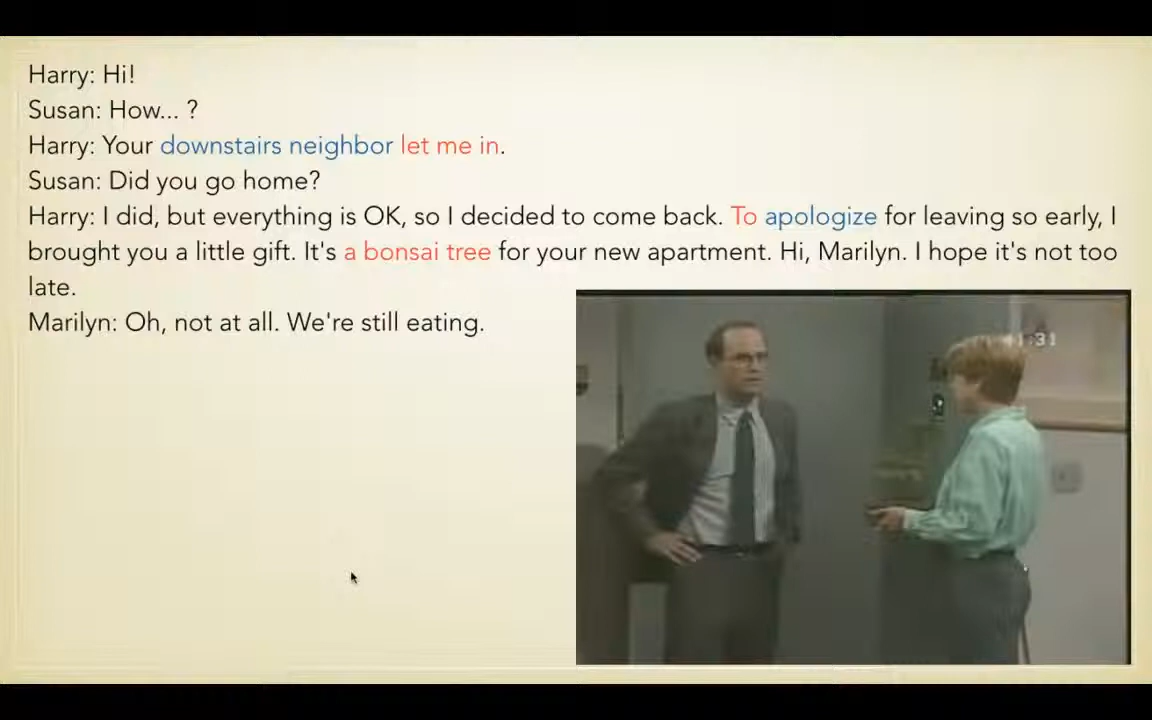 Harry: Hi!
Susan: How... ?
Harry: Your downstairs neighbor let me in.
Susan: Did you go home?
Harry: I did, but everything is OK, so I decided to come back. To apologize for leaving so early, I
brought you a little gift. It's a bonsai tree for your new apartment. Hi, Marilyn. I hope it's not too
late.
Marilyn: Oh, not at all. We're still eating.